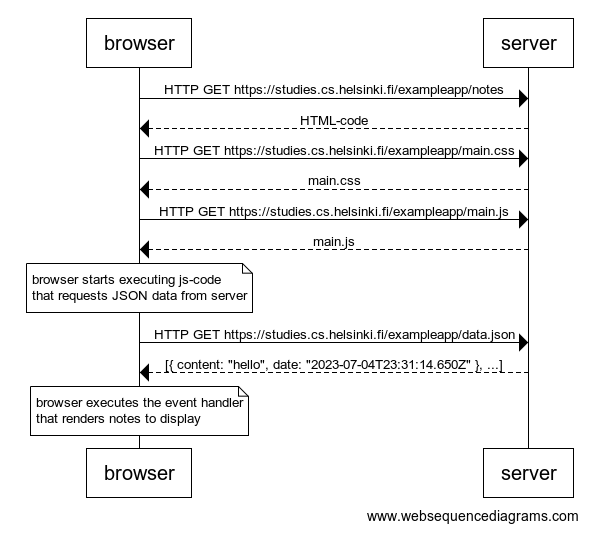 browser
server
HTTP GET https://studies.cs.helsinki.fi/exampleapp/notes
HTML-code
HTTP GET https://studies.cs.helsinki.fi/exampleapp/main.css
main.css
HTTP GET https://studies.cs.helsinki.fi/exampleapp/main.js
main.js
browser starts executing js-code
that requests JSON data from server
HTTP GET https://studies.cs.helsinki.fi/exampleapp/data.json
[{ content: "hello", date: "2023-07-04T23:31:14.650Z" }, ...]
browser executes the event handler
that renders notes to display
browser
server
www.websequencediagrams.com